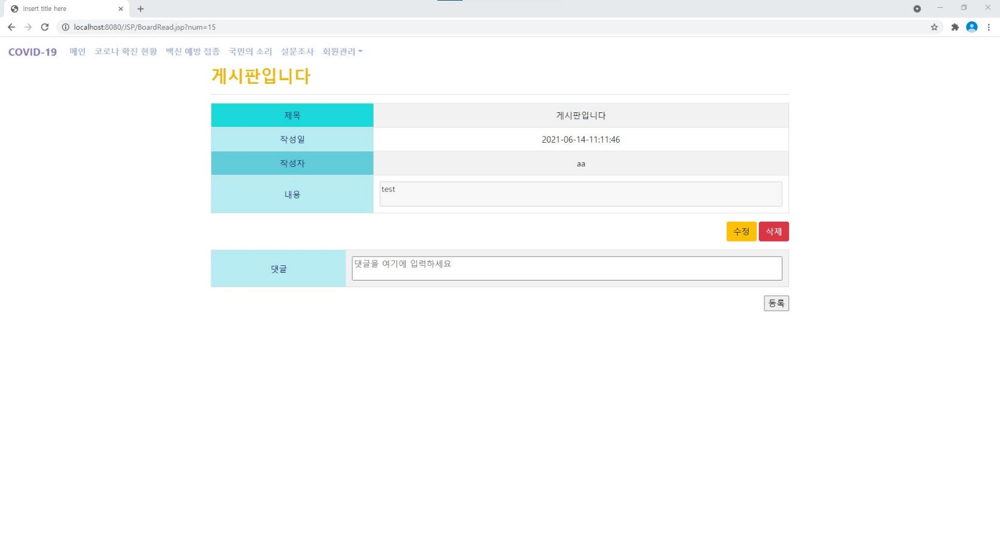 Insert title here
localhost:8080/JSP/BoardRead.jsp?num=15
COVID-19 메인 코로나 확진 현황 백신 예방 접종 국민의 소리 설문조사 회원관리
게시판입니다
제목 게시판입니다
작성일 2021-06-14-11:11:46
작성자 aa
내용 test
수정 삭제
댓글 댓글을 여기에 입력하세요
등록